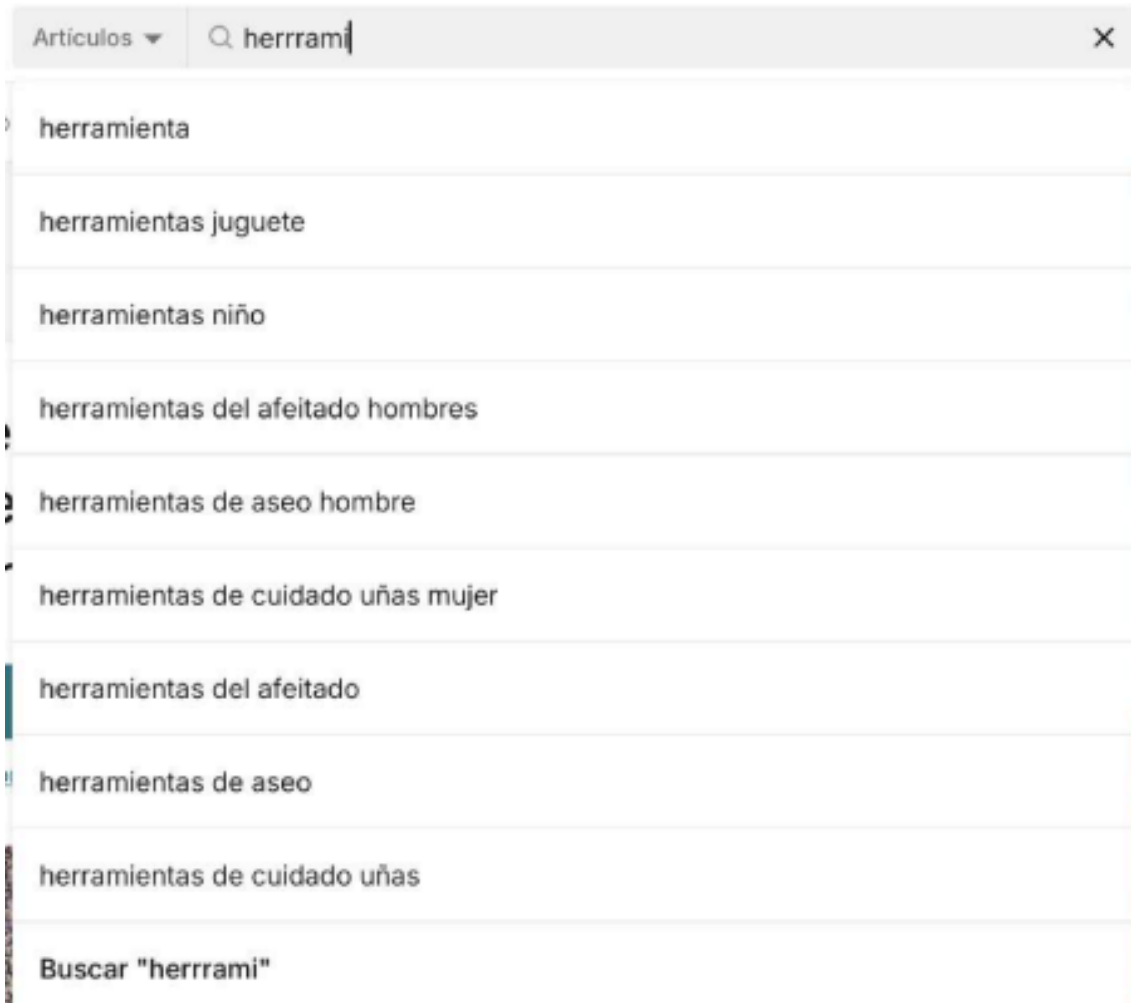 Artículos
herrrami
herramienta
herramientas juguete
herramientas niño
herramientas del afeitado hombres
herramientas de aseo hombre
herramientas de cuidado uñas mujer
herramientas del afeitado
herramientas de aseo
herramientas de cuidado uñas
Buscar "herrrami"